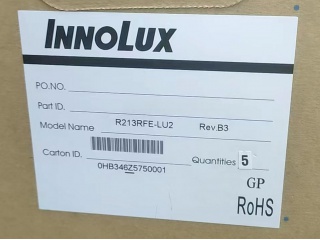 INNOLUX
PO.NO.
Part ID.
Model Name R213RFE-LU2 Rev.B3
Carton ID. 0HB346Z5750001
Quantities 5
GP
RoHS